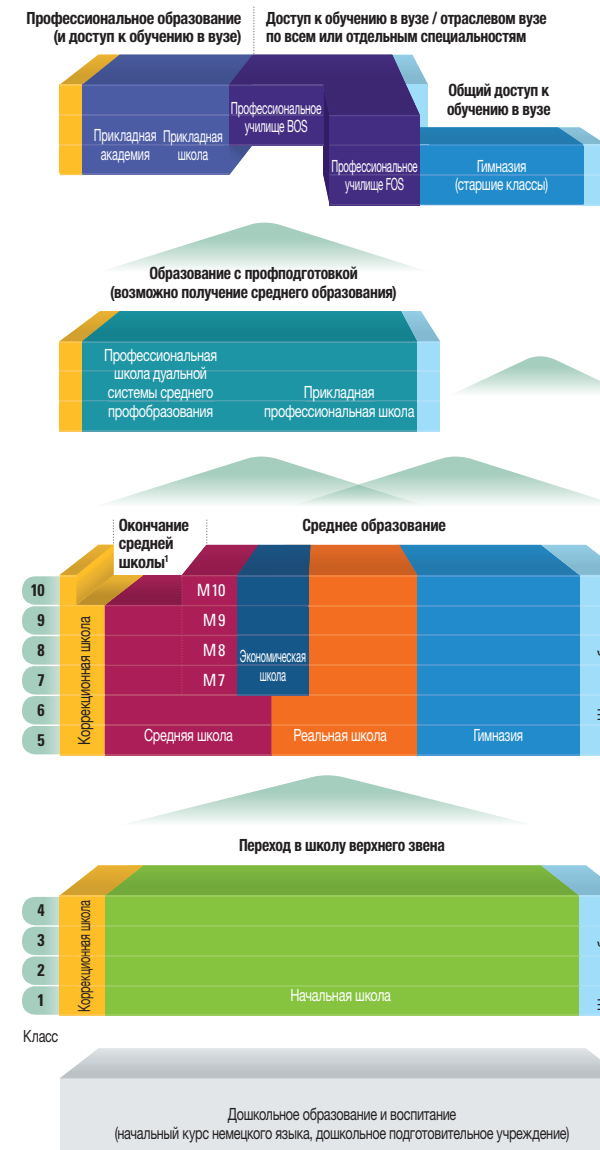 Профессиональное образование
(и доступ к обучению в вузе)
Доступ к обучению в вузе / отраслевом вузе
по всем или отдельным специальностям
Общий доступ к
обучению в вузе
Прикладная
академия
Прикладная
школа
Профессиональное
училище BOS
Профессиональное
училище FOS
Гимназия
(старшие классы)
Образование с профподготовкой
(возможно получение среднего образования)
Профессиональная
школа дуальной
системы среднего
профобразования
Прикладная
профессиональная школа
Окончание
средней
школы¹
Среднее образование
10
9
8
7
6
5
Коррекционная школа
M 10
M 9
M 8
M 7
Экономическая
школа
Средняя школа
Реальная школа
Гимназия
Переход в школу верхнего звена
4
3
2
1
Коррекционная школа
Начальная школа
Класс
Дошкольное образование и воспитание
(начальный курс немецкого языка, дошкольное подготовительное учреждение)